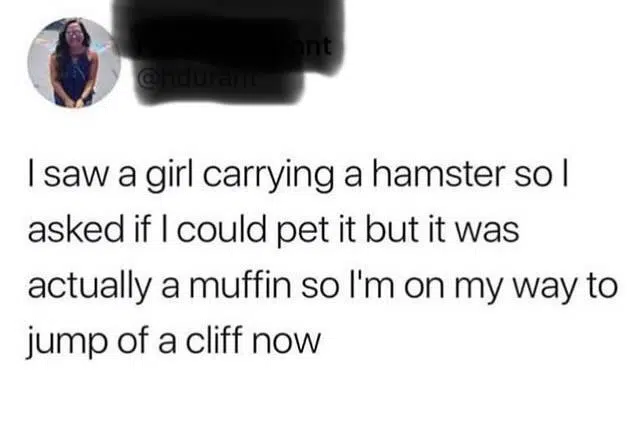 I saw a girl carrying a hamster so I
asked if I could pet it but it was
actually a muffin so I'm on my way to
jump of a cliff now